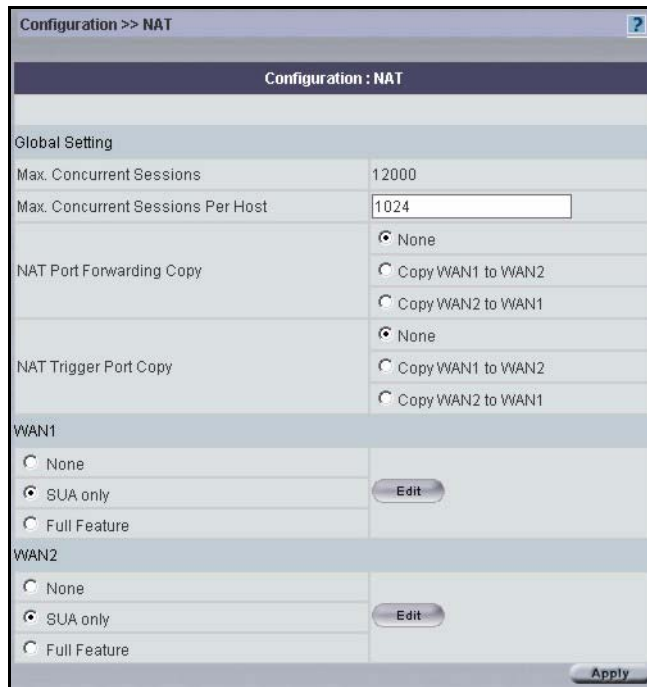 Configuration >> NAT ?
Configuration : NAT
Global Setting
Max. Concurrent Sessions 12000
Max. Concurrent Sessions Per Host 1024
NAT Port Forwarding Copy
None
Copy WAN1 to WAN2
Copy WAN2 to WAN1
NAT Trigger Port Copy
None
Copy WAN1 to WAN2
Copy WAN2 to WAN1
WAN1
None
SUA only
Full Feature
Edit
WAN2
None
SUA only
Full Feature
Edit
Apply